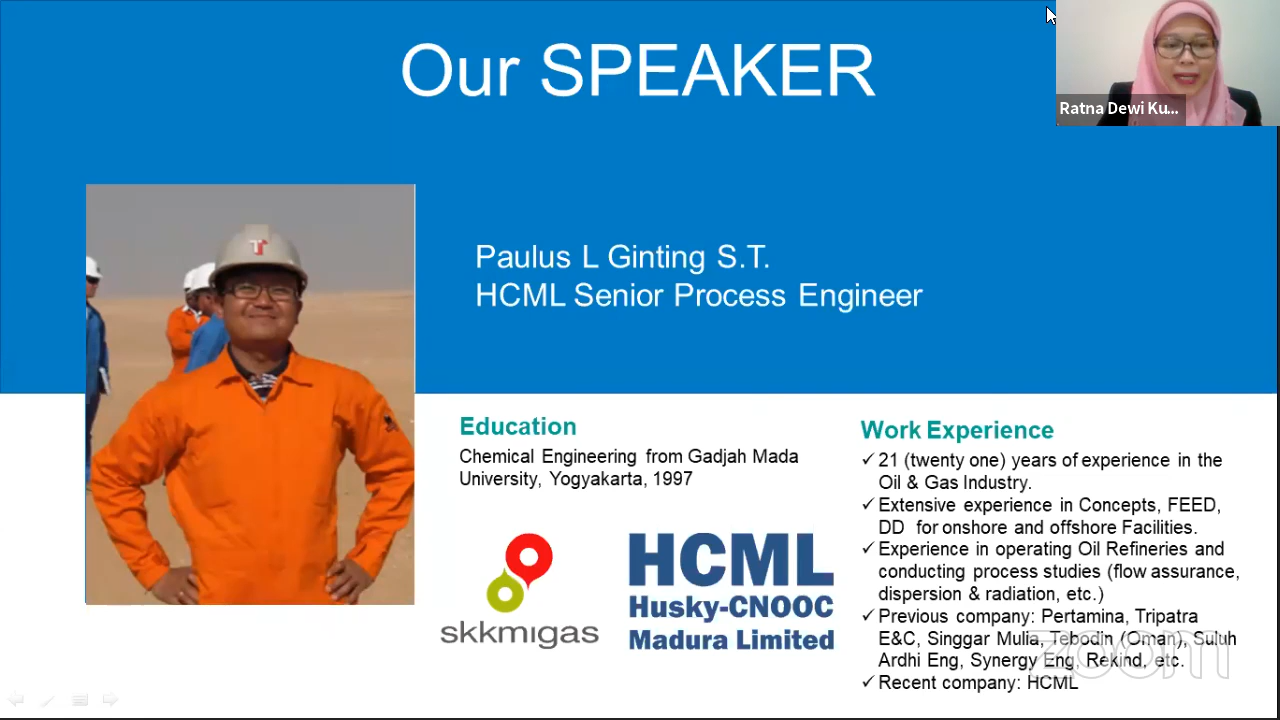 Our SPEAKER
Ratna Dewi Ku...
Paulus L Ginting S.T.
HCML Senior Process Engineer
Education
Chemical Engineering from Gadjah Mada
University, Yogyakarta, 1997
skkmigas
HCML
Husky-CNOOC
Madura Limited
Work Experience
✓21 (twenty one) years of experience in the
Oil & Gas Industry.
✓Extensive experience in Concepts, FEED,
DD for onshore and offshore Facilities.
✓Experience in operating Oil Refineries and
conducting process studies (flow assurance,
dispersion & radiation, etc.)
✓Previous company: Pertamina, Tripatra
E&C, Singgar Mulia, Tebodin (Oman), Suluh
Ardhi Eng, Synergy Eng, Rekind, etc.
✓Recent company: HCML
zoom